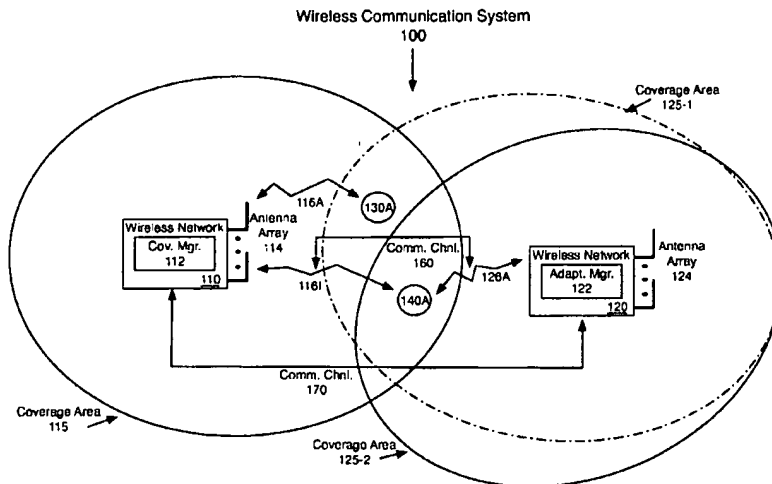 Wireless Communication System
100
Coverage Area
125-1
116A
130A
Wireless Network
Cov. Mgr.
112
110
Antenna
Array
114
Comm. Chnl.
160
116I
140A
126A
Wireless Network
Adapt. Mgr.
122
120
Antenna
Array
124
Comm. Chnl.
170
Coverage Area
115
Coverage Area
125-2